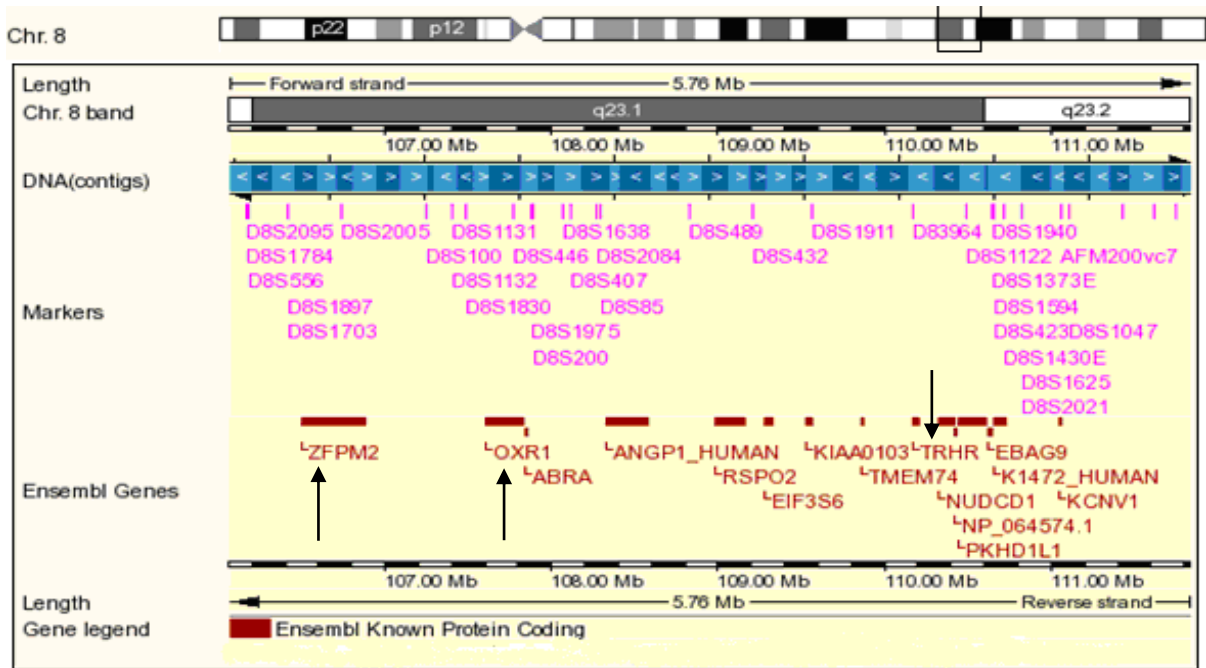 Chr. 8
p22 p12
Length Forward strand 5.76 Mb
Chr. 8 band q23.1 q23.2
107.00 Mb 108.00 Mb 109.00 Mb 110.00 Mb 111.00 Mb
DNA(contigs) < < < > > < > > > < < > > > > > > < < < < > > > < > < > < < < < < < < > >
D8S2095 D8S2005 D8S1131 D8S1638 D8S489 D8S1911 D83964 D8S1940
D8S1784 D8S100 D8S446 D8S2084 D8S432 D8S1122 AFM200vc7
D8S556 D8S1132 D8S407 D8S1373E
Markers D8S1897 D8S1830 D8S85 D8S1594
D8S1703 D8S1975 D8S423 D8S1047
D8S200 D8S1430E
D8S1625
D8S2021
ZFPM2 OXR1 ANGP1_HUMAN KIAA0103 TRHR EBAG9
ABRA RSPO2 TMEM74 K1472_HUMAN
Ensembl Genes EIF3S6 NUDCD1 KCNV1
NP_064574.1
PKHD1L1
107.00 Mb 108.00 Mb 109.00 Mb 110.00 Mb 111.00 Mb
Length 5.76 Mb Reverse strand
Gene legend Ensembl Known Protein Coding